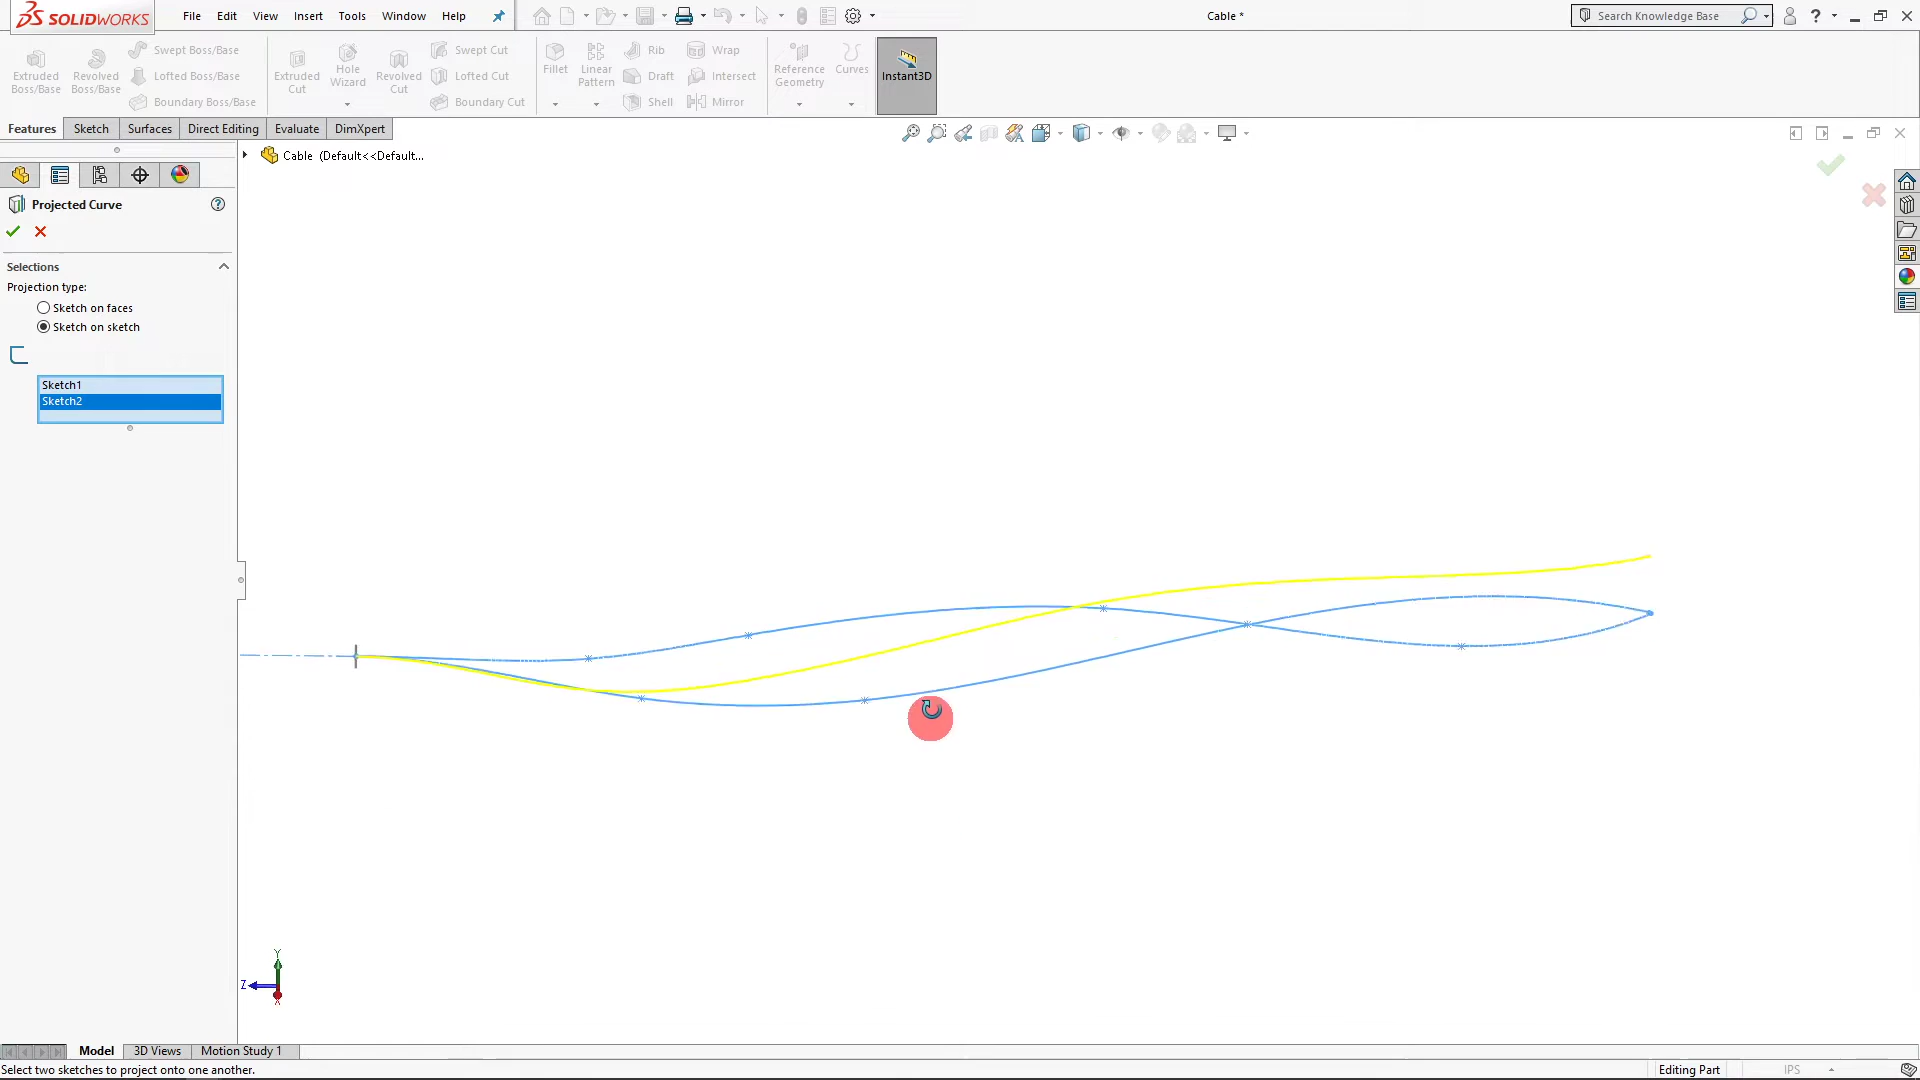 SOLIDWORKS
File Edit View Insert Tools Window Help
Cable *
Search Knowledge Base
Extruded Boss/Base
Revolved Boss/Base
Swept Boss/Base
Lofted Boss/Base
Boundary Boss/Base
Extruded Cut
Hole Wizard
Revolved Cut
Swept Cut
Lofted Cut
Boundary Cut
Fillet
Linear Pattern
Rib
Draft
Shell
Wrap
Intersect
Mirror
Reference Geometry
Curves
Instant3D
Features Sketch Surfaces Direct Editing Evaluate DimXpert
Cable (Default<<Default...
Projected Curve
Selections
Projection type:
Sketch on faces
Sketch on sketch
Sketch1
Sketch2
Y
Z
X
Model 3D Views Motion Study 1
Select two sketches to project onto one another.
Editing Part
IPS